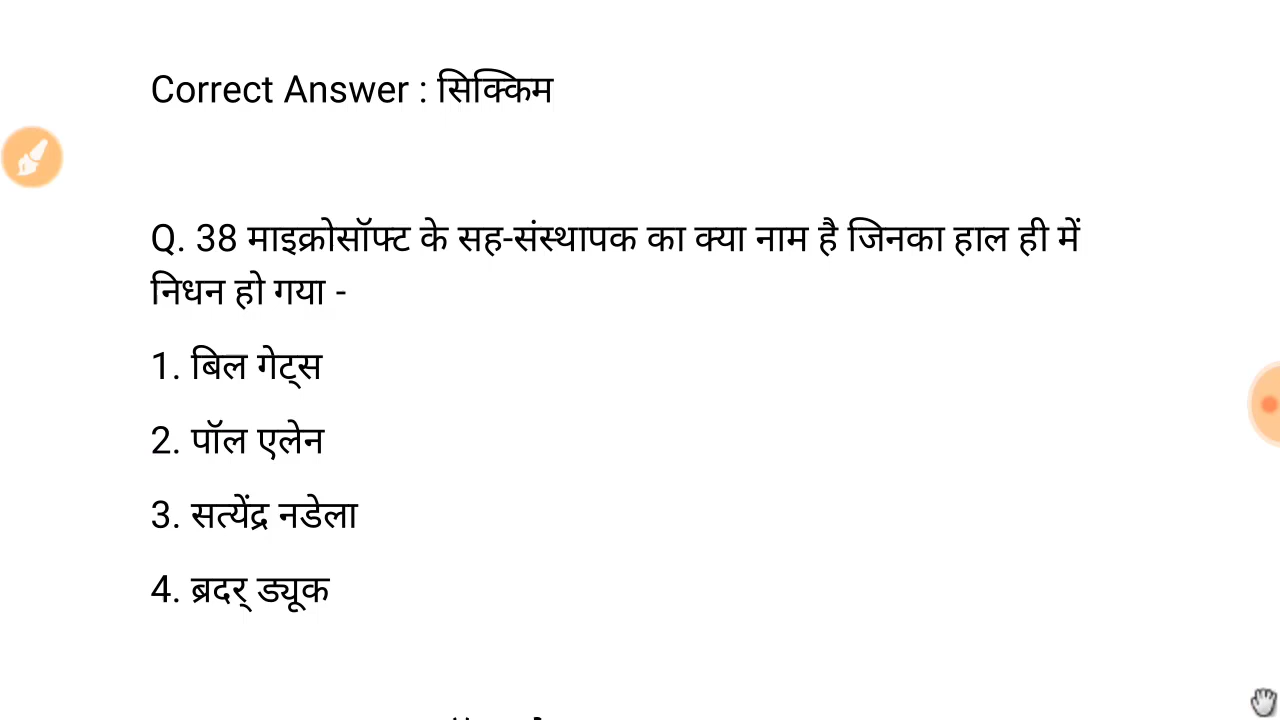 Correct Answer : सिक्किम
Q. 38 माइक्रोसॉफ्ट के सह-संस्थापक का क्या नाम है जिनका हाल ही में
निधन हो गया -
1. बिल गेट्स
2. पॉल एलेन
3. सत्येंद्र नडेला
4. ब्रदर् ड्यूक